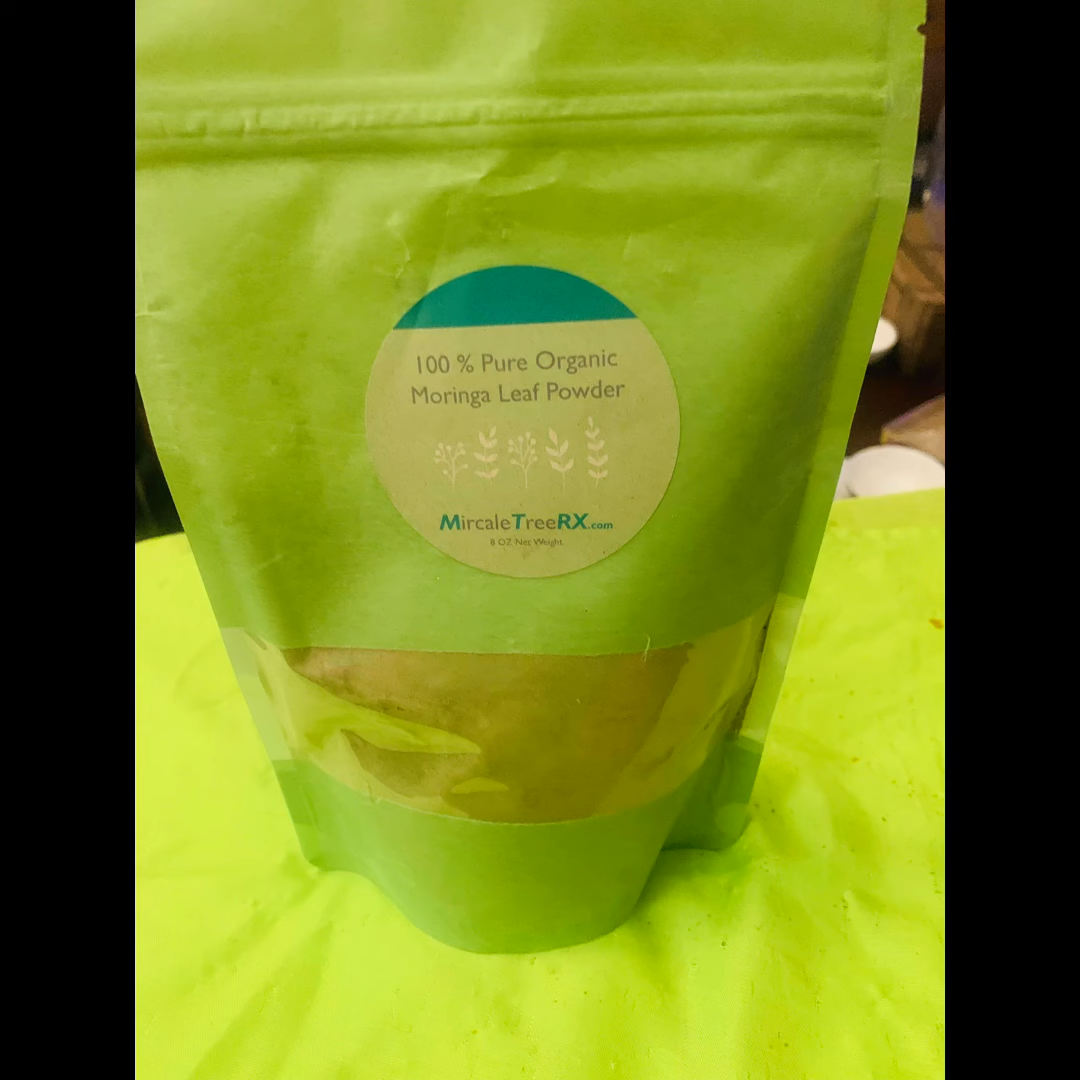 100 % Pure Organic
Moringa Leaf Powder
MircaleTreeRX.com
8 OZ. Net Weight